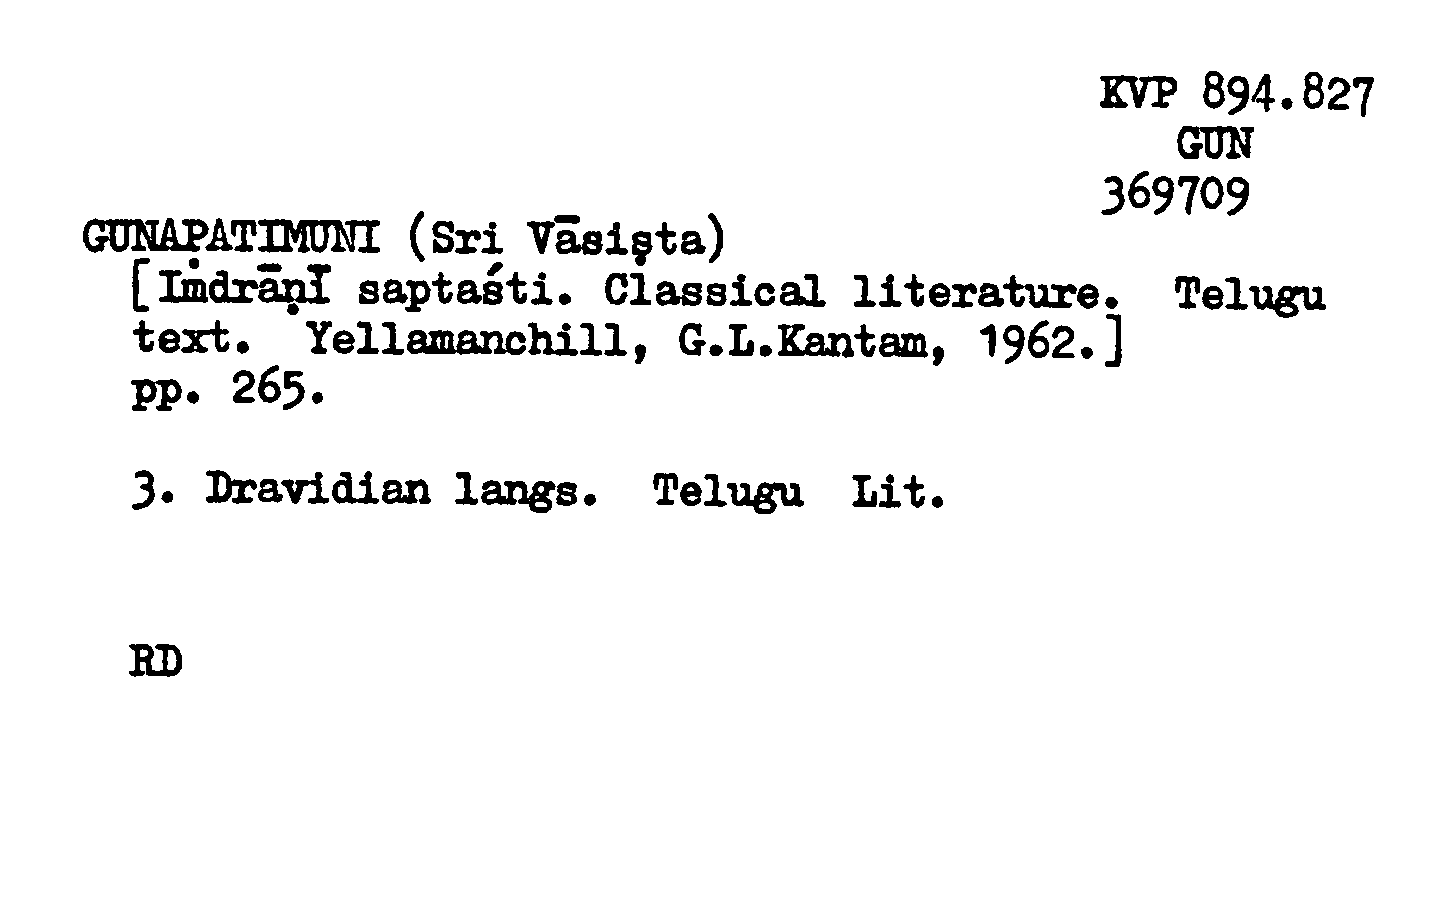 KVP 894.827
GUN
369709
GUNAPATIMUNI (Sri Vāsiṣta)
[Iṁdrāṇī saptaśti. Classical literature. Telugu
text. Yellamanchill, G.L.Kantam, 1962.]
pp. 265.
3. Dravidian langs. Telugu Lit.
RD